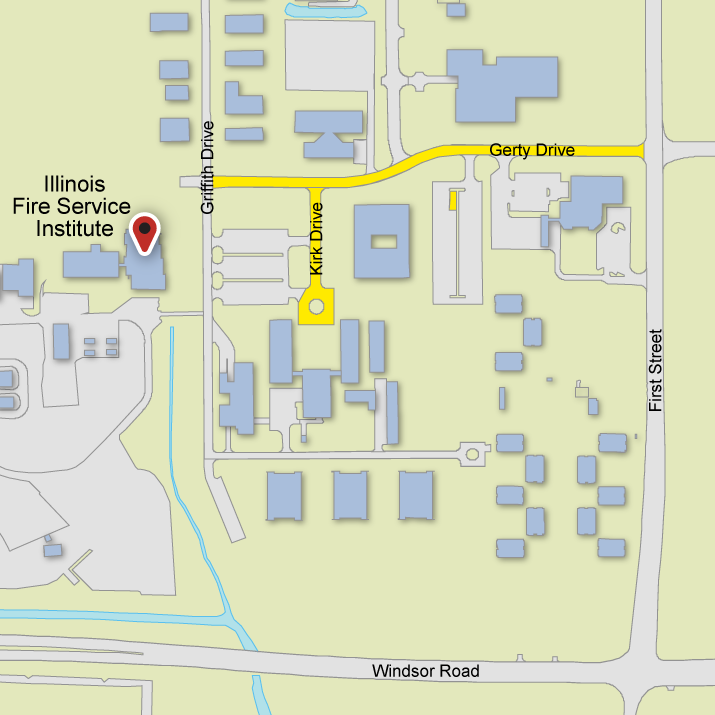 Gerty Drive
Griffith Drive
Illinois
Fire Service
Institute
Kirk Drive
First Street
Windsor Road